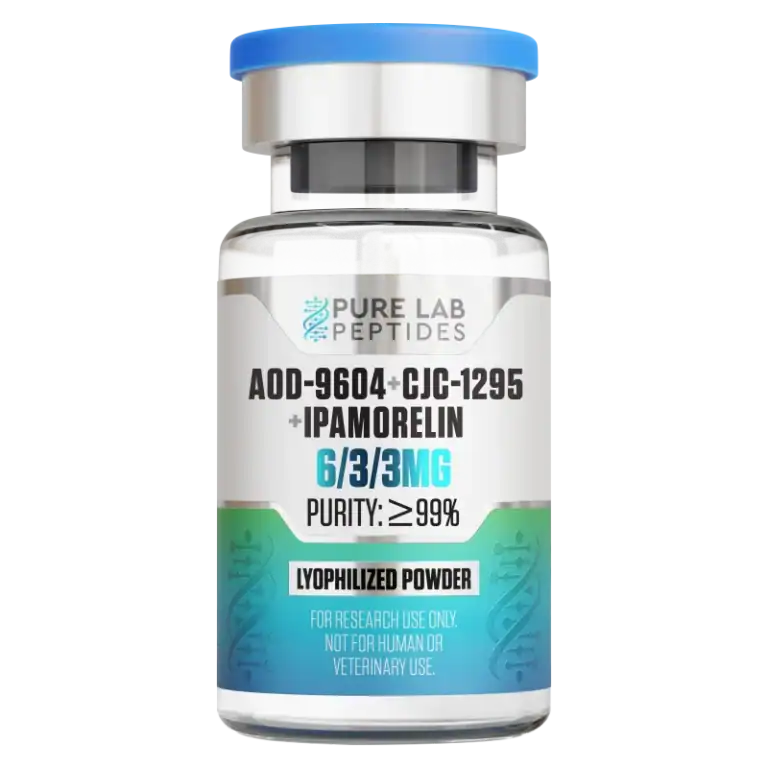 PURE LAB
PEPTIDES
AOD-9604+CJC-1295
+IPAMORELIN
6/3/3MG
PURITY: ≥99%
LYOPHILIZED POWDER
FOR RESEARCH USE ONLY.
NOT FOR HUMAN OR
VETERINARY USE.